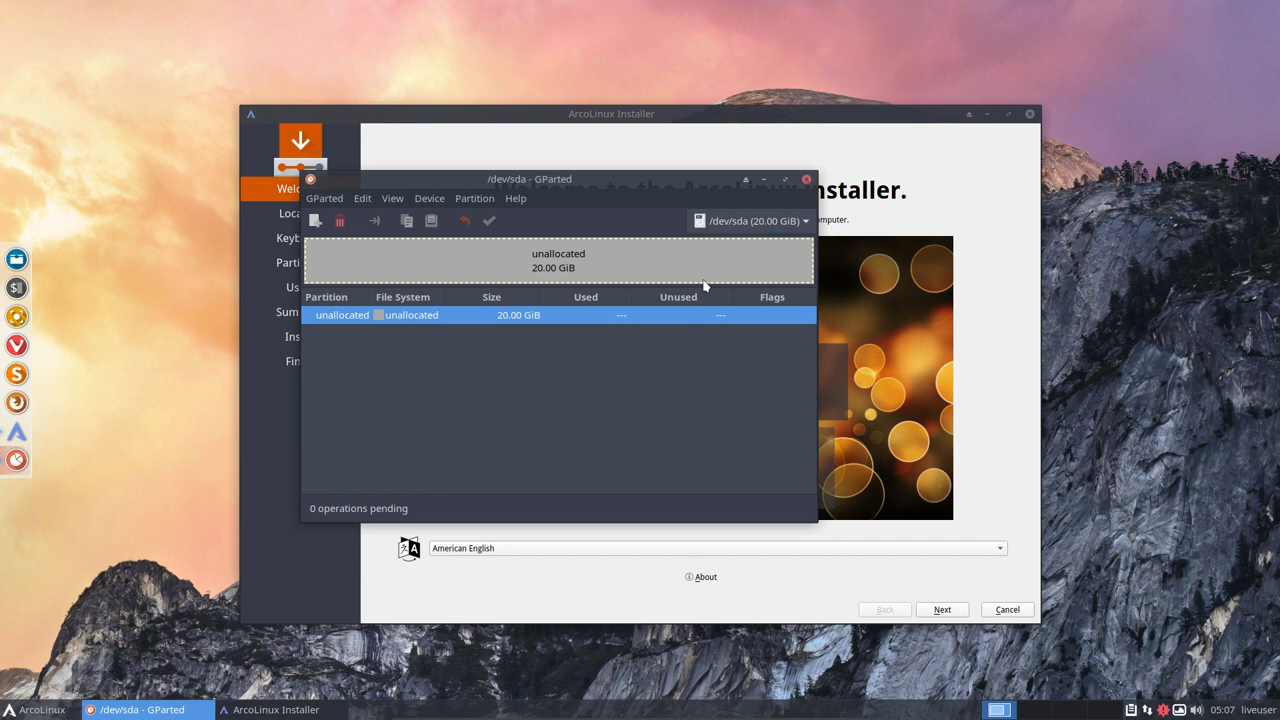 ArcoLinux Installer
nstaller.
omputer.
Welc
Loca
Keyb
Parti
Us
Sum
Ins
Fin
/dev/sda - GParted
GParted Edit View Device Partition Help
/dev/sda (20.00 GiB)
unallocated
20.00 GiB
Partition File System Size Used Unused Flags
unallocated unallocated 20.00 GiB --- ---
0 operations pending
American English
About
Back Next Cancel
ArcoLinux /dev/sda - GParted ArcoLinux Installer 05:07 liveuser